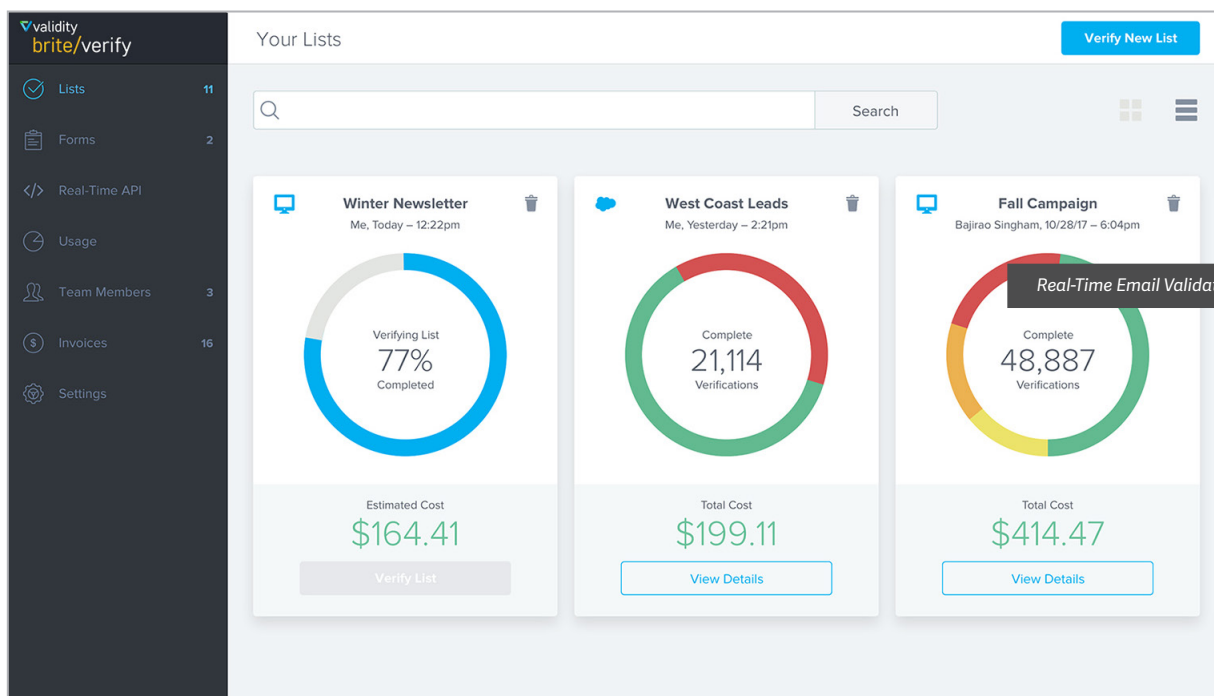 validity
brite/verify
Lists 11
Forms 2
Real-Time API
Usage
Team Members 3
Invoices 16
Settings
Your Lists
Verify New List
Search
Winter Newsletter
Me, Today – 12:22pm
Verifying List
77%
Completed
Estimated Cost
$164.41
Verify List
West Coast Leads
Me, Yesterday – 2:21pm
Complete
21,114
Verifications
Total Cost
$199.11
View Details
Fall Campaign
Bajirao Singham, 10/28/17 – 6:04pm
Real-Time Email Valida
Complete
48,887
Verifications
Total Cost
$414.47
View Details